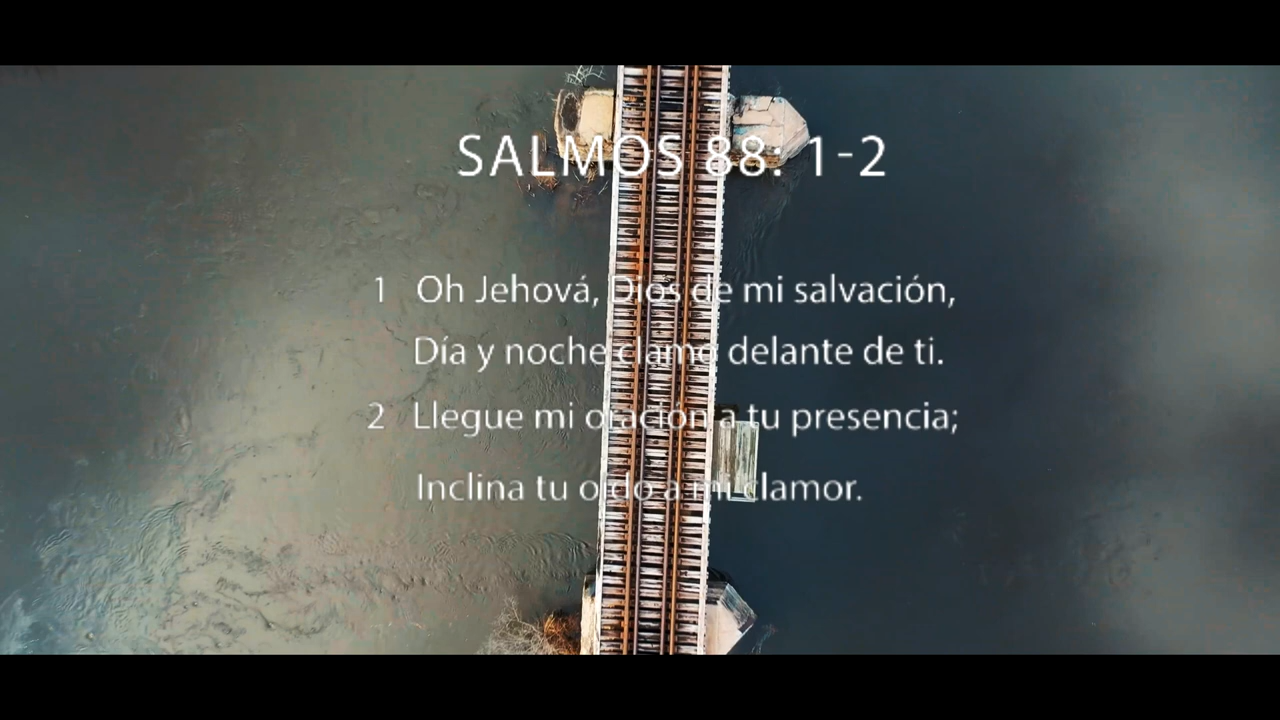 SALMOS 88: 1-2
1 Oh Jehová, Dios de mi salvación,
Día y noche clamo delante de ti.
2 Llegue mi oración a tu presencia;
Inclina tu oído a mi clamor.